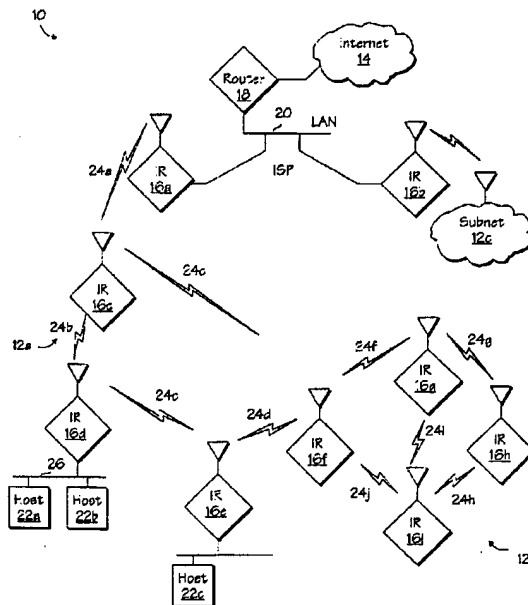 10
Internet
14
Router
18
20
LAN
ISP
24a
IR
16a
IR
16b
Subnet
12c
IR
16c
24c
24b
12a
24f
24g
IR
16g
24c
24d
IR
16d
IR
16f
24i
IR
16h
26
24j
24h
Host
22a
Host
22b
IR
16e
IR
12
Host
22c